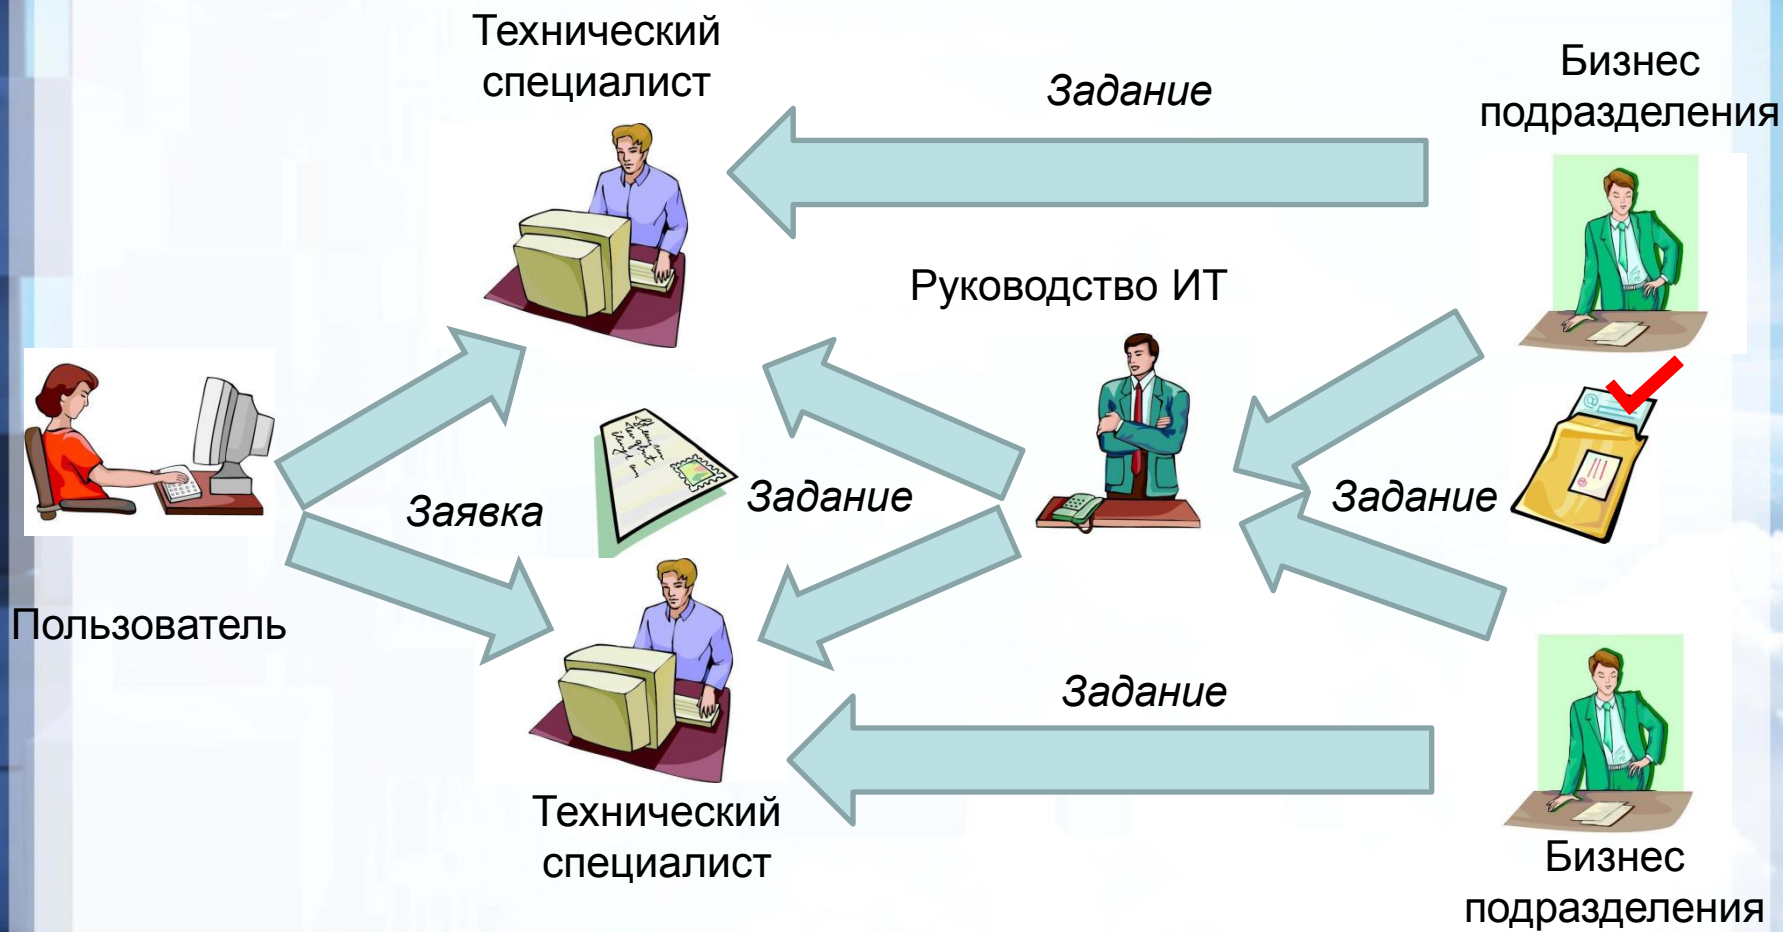 Технический
специалист
Задание
Бизнес
подразделения
Руководство ИТ
Заявка
Задание
Задание
Пользователь
Задание
Технический
специалист
Бизнес
подразделения